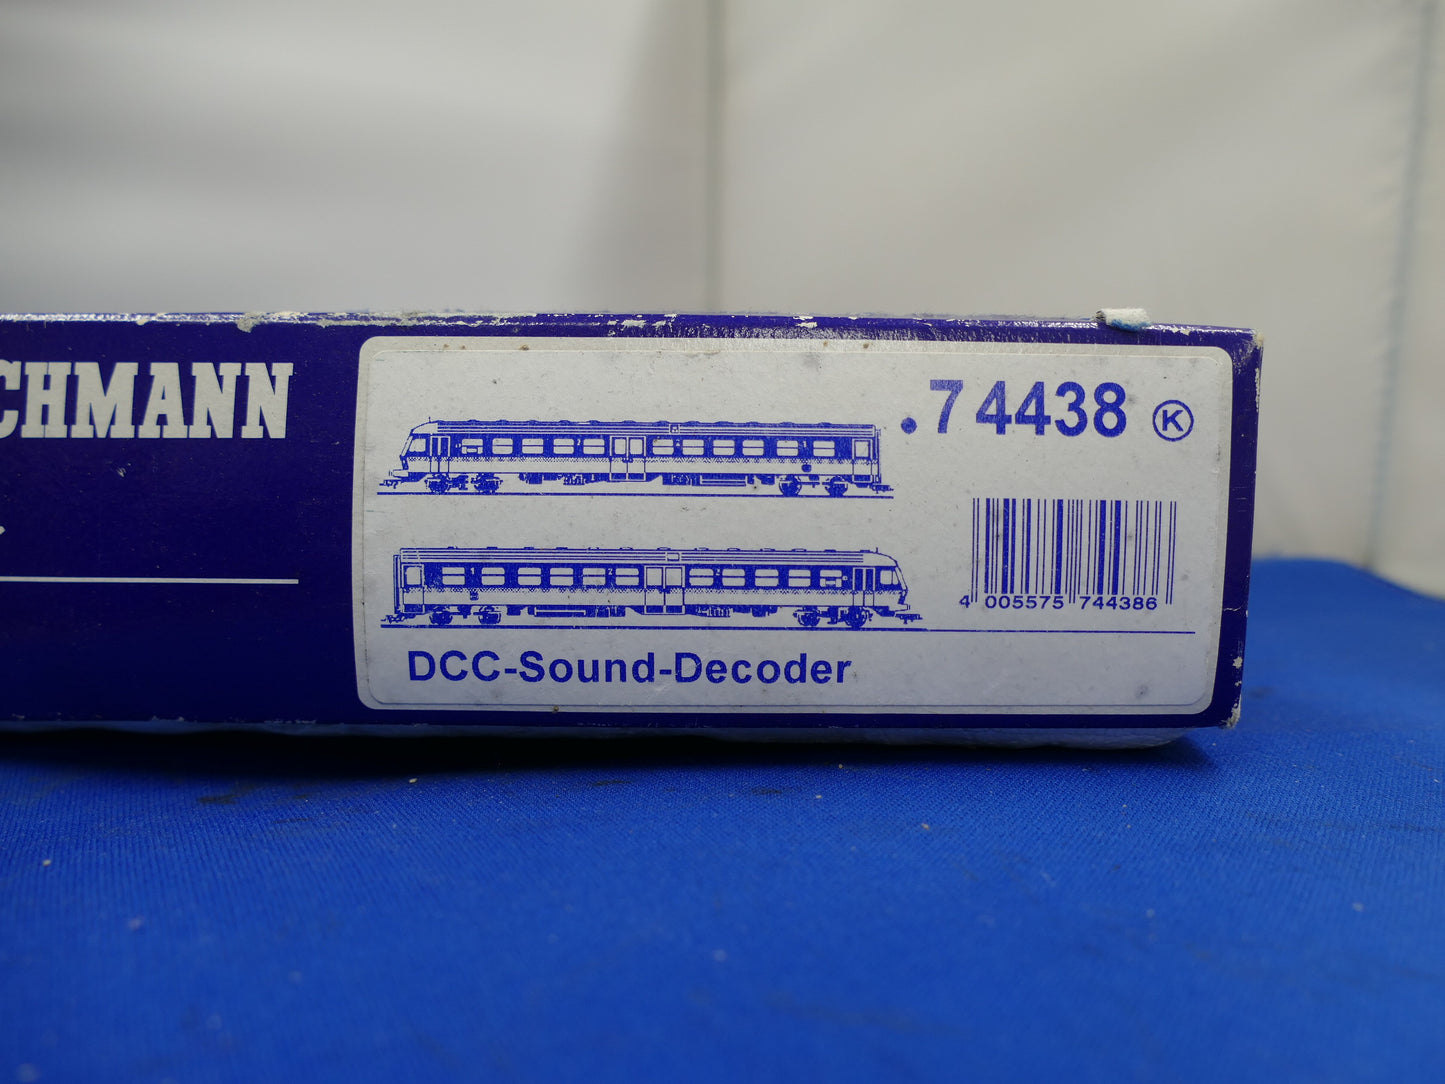 CHMANN
.74438 K
4 005575 744386
DCC-Sound-Decoder